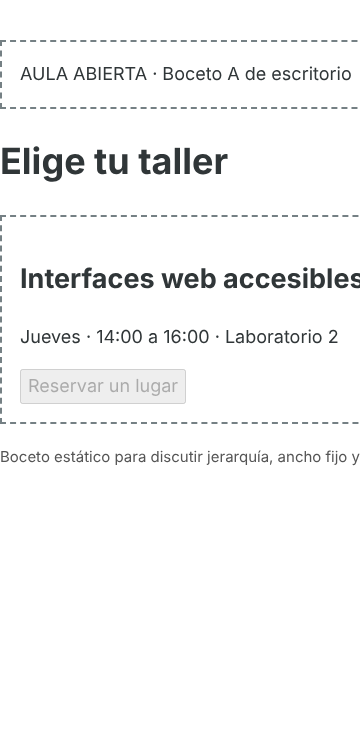 AULA ABIERTA · Boceto A de escritorio
Elige tu taller
Interfaces web accesibles
Jueves · 14:00 a 16:00 · Laboratorio 2
Reservar un lugar
Boceto estático para discutir jerarquía, ancho fijo y